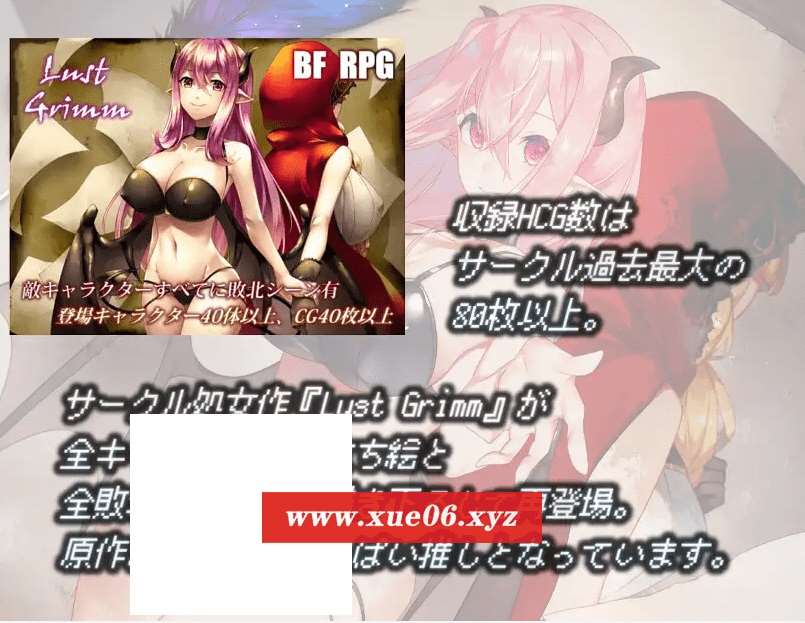 Lust
Grimm
BF RPG
敵キャラクターすべてに敗北シーン有
登場キャラクター40体以上、CG40枚以上
収録HCG数は
サークル過去最大の
80枚以上。
サークル処女作『Lust Grimm』が
全キ ち絵と
全敗 再登場。
原作 ぱい推しとなっています。
www.xue06.xyz